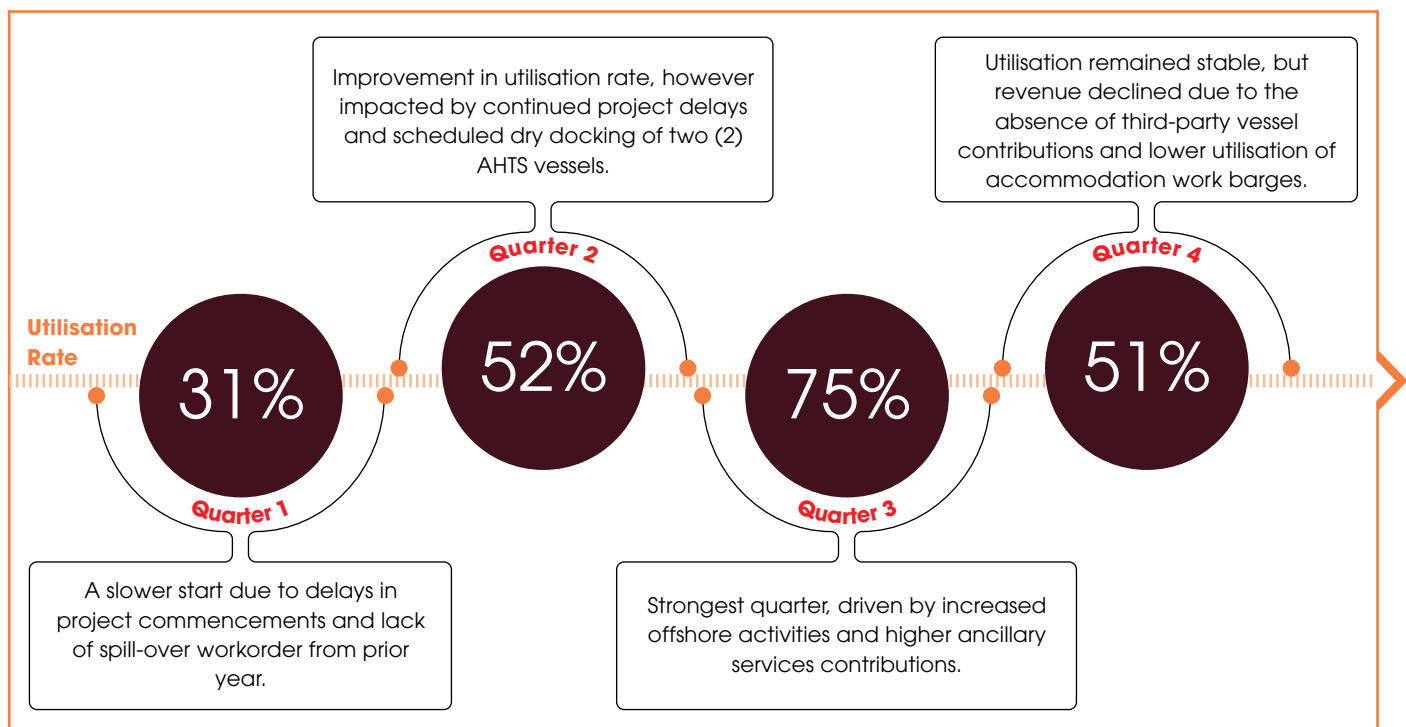 Utilisation
Rate
31%
Quarter 1
A slower start due to delays in
project commencements and lack
of spill-over workorder from prior
year.
Improvement in utilisation rate, however
impacted by continued project delays
and scheduled dry docking of two (2)
AHTS vessels.
Quarter 2
52%
75%
Quarter 3
Strongest quarter, driven by increased
offshore activities and higher ancillary
services contributions.
Utilisation remained stable, but
revenue declined due to the
absence of third-party vessel
contributions and lower utilisation of
accommodation work barges.
Quarter 4
51%